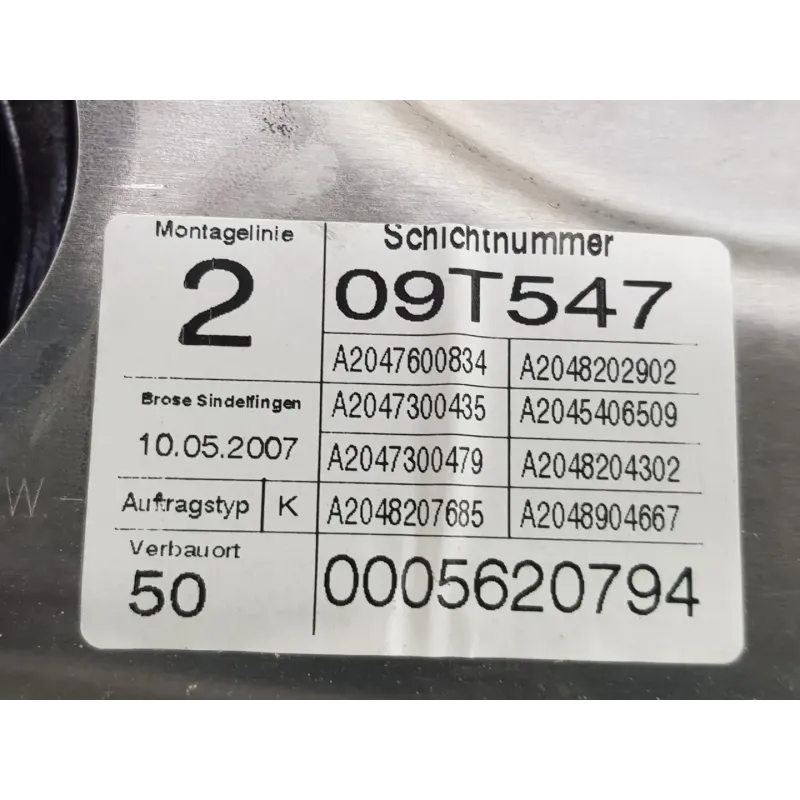 Montagelinie
2
Schichtnummer
09T547
A2047600834 A2048202902
Brose Sindelfingen
A2047300435 A2045406509
10.05.2007
A2047300479 A2048204302
Auftragstyp K
A2048207685 A2048904667
Verbauort
50
0005620794
W